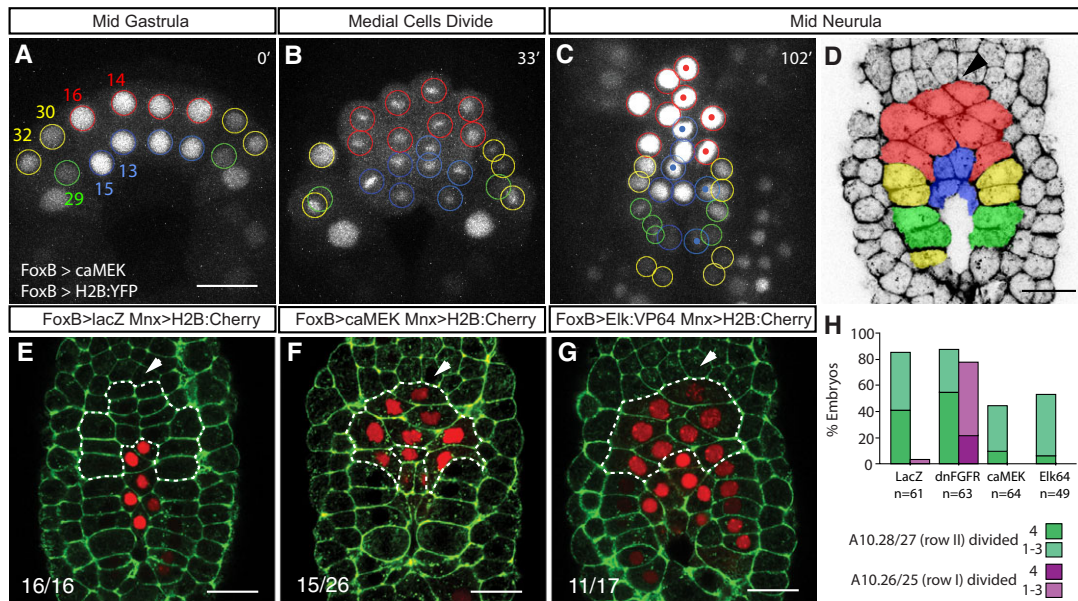 Mid Gastrula
Medial Cells Divide
Mid Neurula
A
0′
14
16
30
32
13
15
29
FoxB > caMEK
FoxB > H2B:YFP
B
33′
C
102′
D
FoxB>lacZ Mnx>H2B:Cherry
FoxB>caMEK Mnx>H2B:Cherry
FoxB>Elk:VP64 Mnx>H2B:Cherry
E
16/16
F
15/26
G
11/17
H
% Embryos
100
80
60
40
20
0
LacZ dnFGFR caMEK Elk64
n=61 n=63 n=64 n=49
A10.28/27 (row II) divided 4
1-3
A10.26/25 (row I) divided 4
1-3